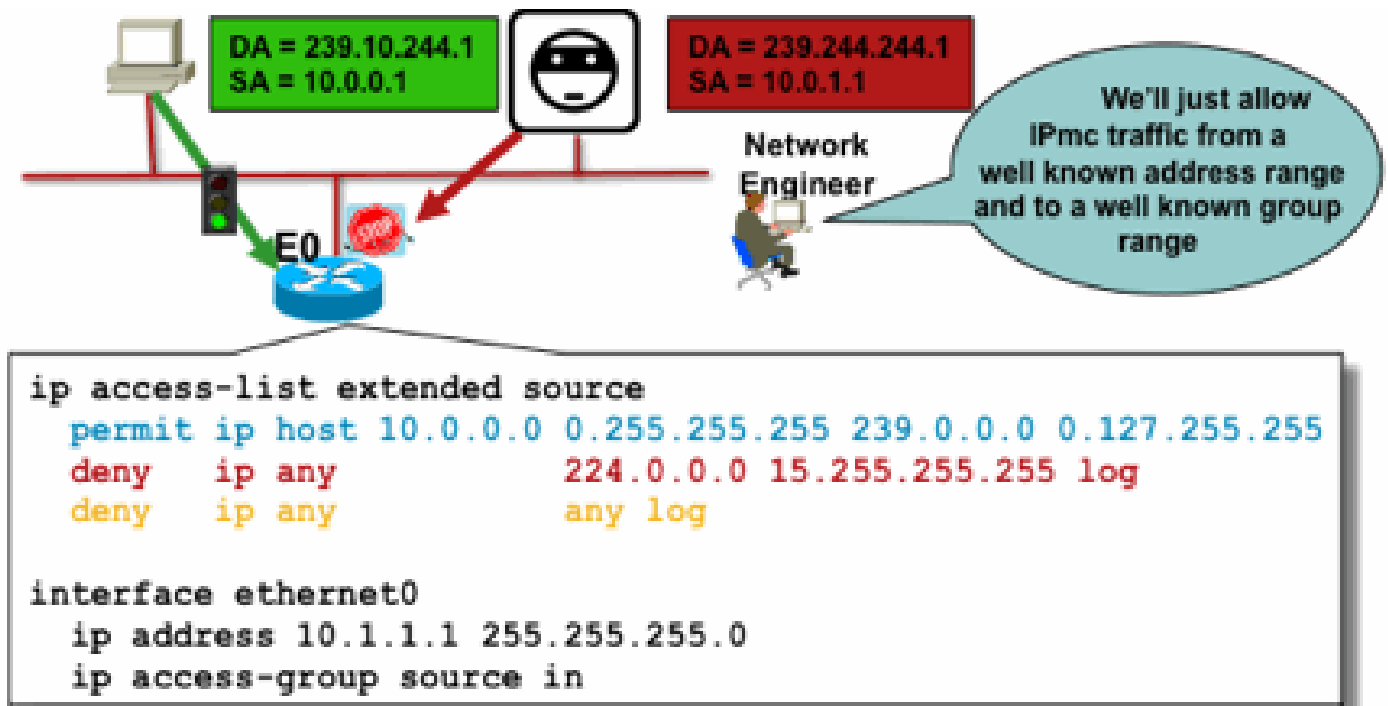 DA = 239.10.244.1
SA = 10.0.0.1
DA = 239.244.244.1
SA = 10.0.1.1
Network
Engineer
We'll just allow
IPmc traffic from a
well known address range
and to a well known group
range
E0
STOP
ip access-list extended source
permit ip host 10.0.0.0 0.255.255.255 239.0.0.0 0.127.255.255
deny ip any 224.0.0.0 15.255.255.255 log
deny ip any any log
interface ethernet0
ip address 10.1.1.1 255.255.255.0
ip access-group source in